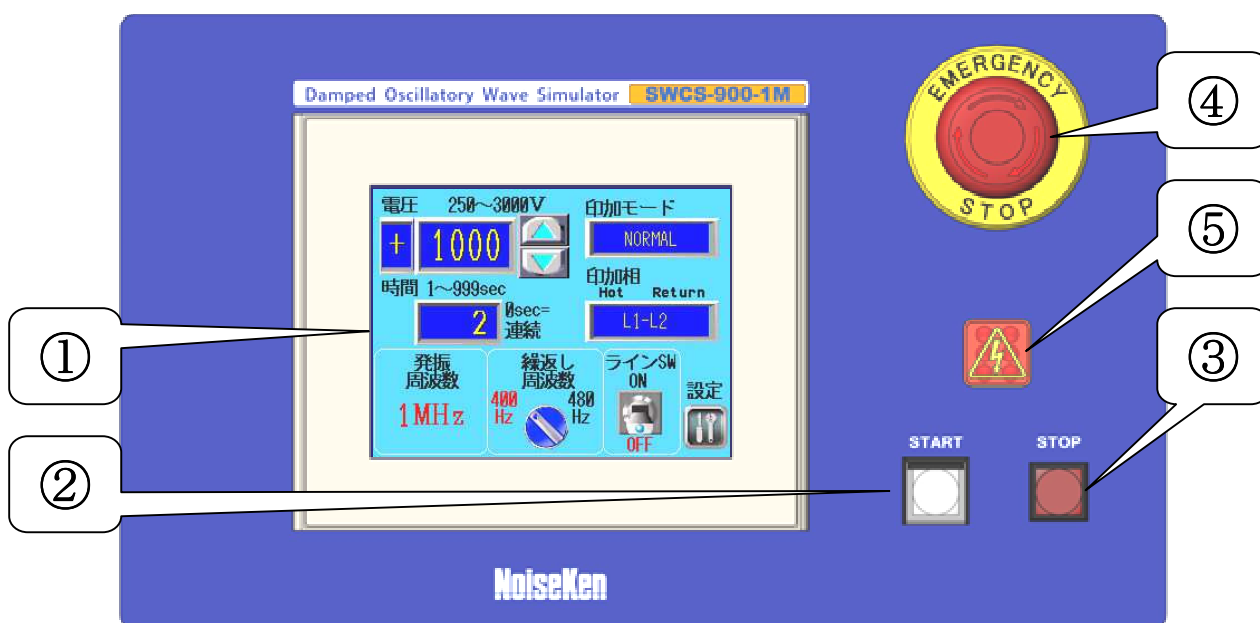 Damped Oscillatory Wave Simulator SWCS-900-1M
EMERGENCY
STOP
④
⑤
③
①
②
電圧 250～3000V
+ 1000
時間 1～999sec
2 0sec=
連続
印加モード
NORMAL
印加相
Hot Return
L1-L2
発振
周波数
1MHz
繰返し
周波数
400
Hz
480
Hz
ラインSW
ON
OFF
設定
START
STOP
NoiseKen